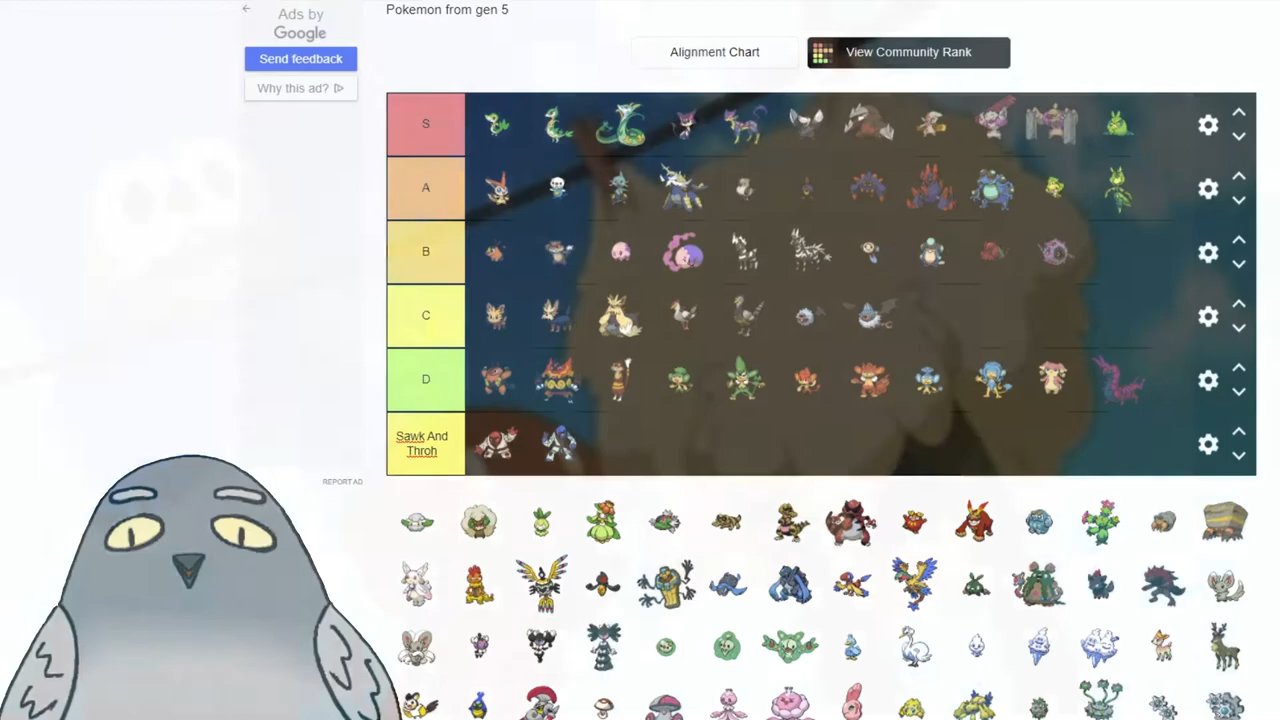 Ads by
Google
Send feedback
Why this ad?
Pokemon from gen 5
Alignment Chart
View Community Rank
S
A
B
C
D
Sawk And
Throh
REPORT AD